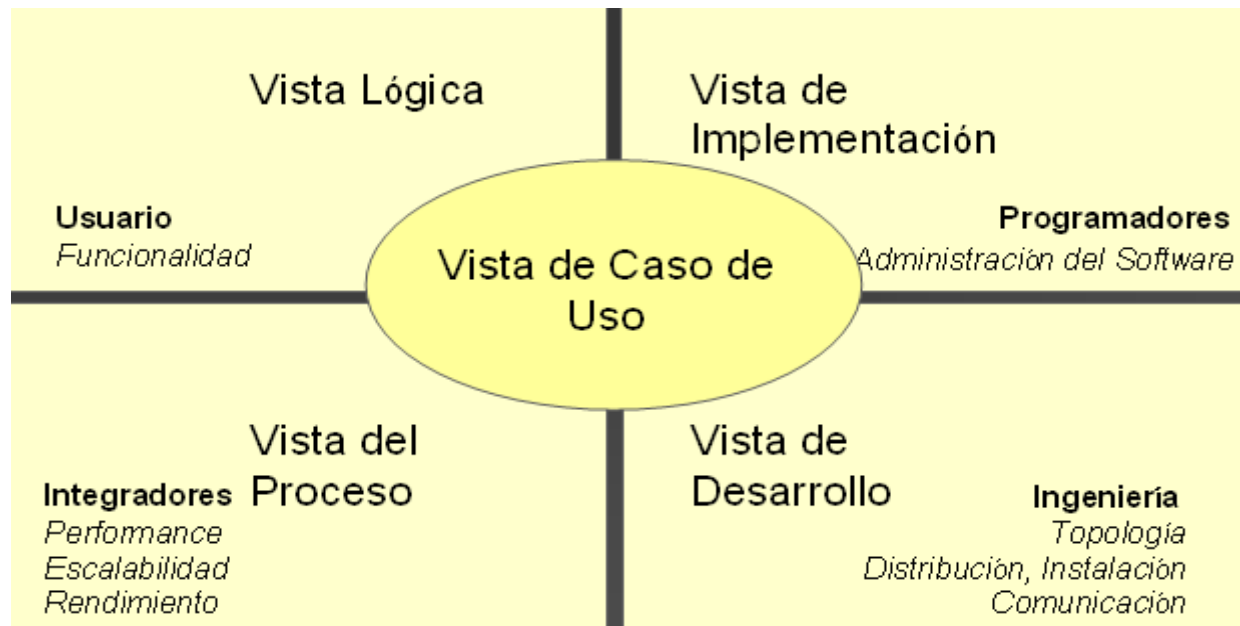 Vista Lógica
Usuario
Funcionalidad
Vista de
Implementación
Programadores
Administración del Software
Vista de Caso de
Uso
Vista del
Proceso
Integradores
Performance
Escalabilidad
Rendimiento
Vista de
Desarrollo
Ingeniería
Topología
Distribución, Instalación
Comunicación